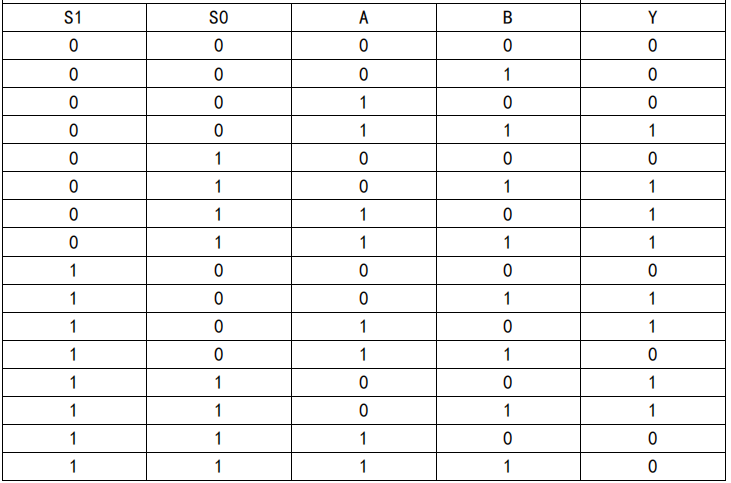 S1 S0 A B Y
0 0 0 0 0
0 0 0 1 0
0 0 1 0 0
0 0 1 1 1
0 1 0 0 0
0 1 0 1 1
0 1 1 0 1
0 1 1 1 1
1 0 0 0 0
1 0 0 1 1
1 0 1 0 1
1 0 1 1 0
1 1 0 0 1
1 1 0 1 1
1 1 1 0 0
1 1 1 1 0